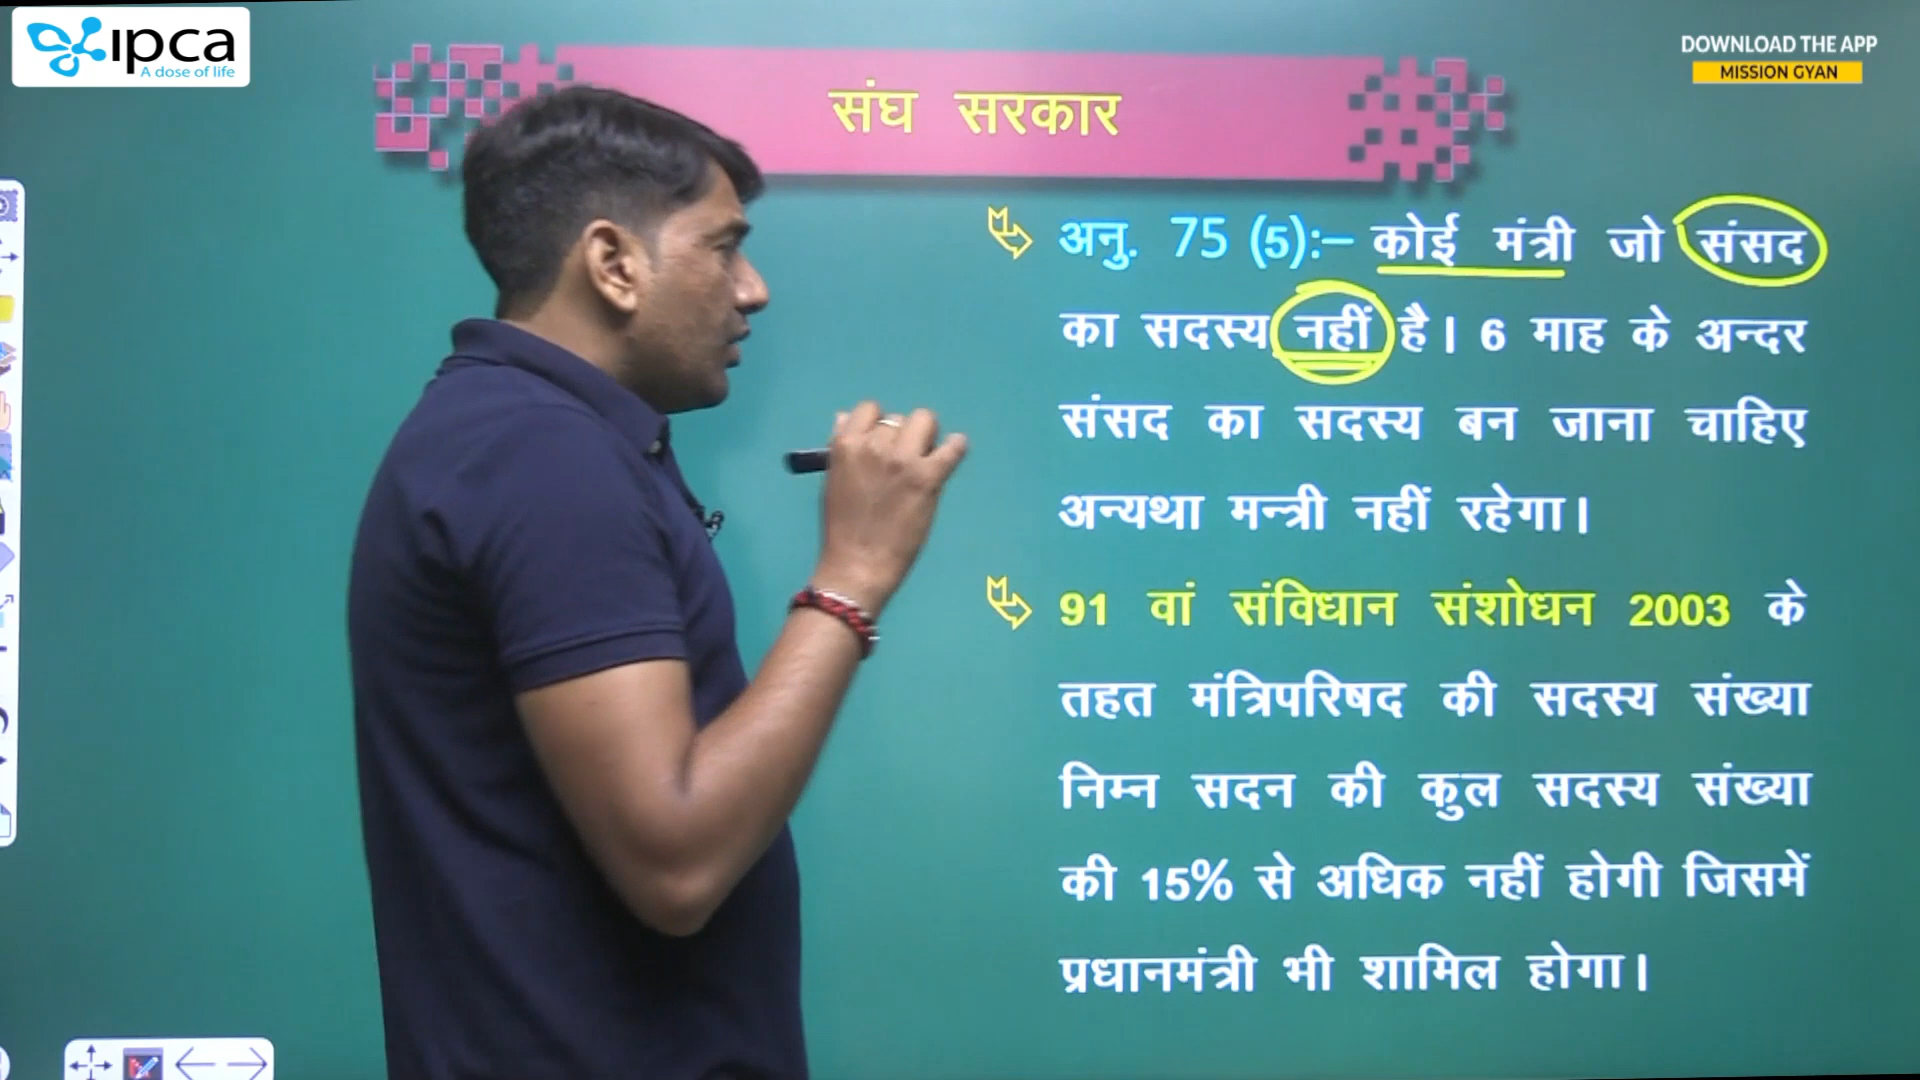 ipca
A dose of life
DOWNLOAD THE APP
MISSION GYAN
संघ सरकार
अनु. 75 (5):– कोई मंत्री जो संसद
का सदस्य नहीं है। 6 माह के अन्दर
संसद का सदस्य बन जाना चाहिए
अन्यथा मन्त्री नहीं रहेगा।
91 वां संविधान संशोधन 2003 के
तहत मंत्रिपरिषद की सदस्य संख्या
निम्न सदन की कुल सदस्य संख्या
की 15% से अधिक नहीं होगी जिसमें
प्रधानमंत्री भी शामिल होगा।